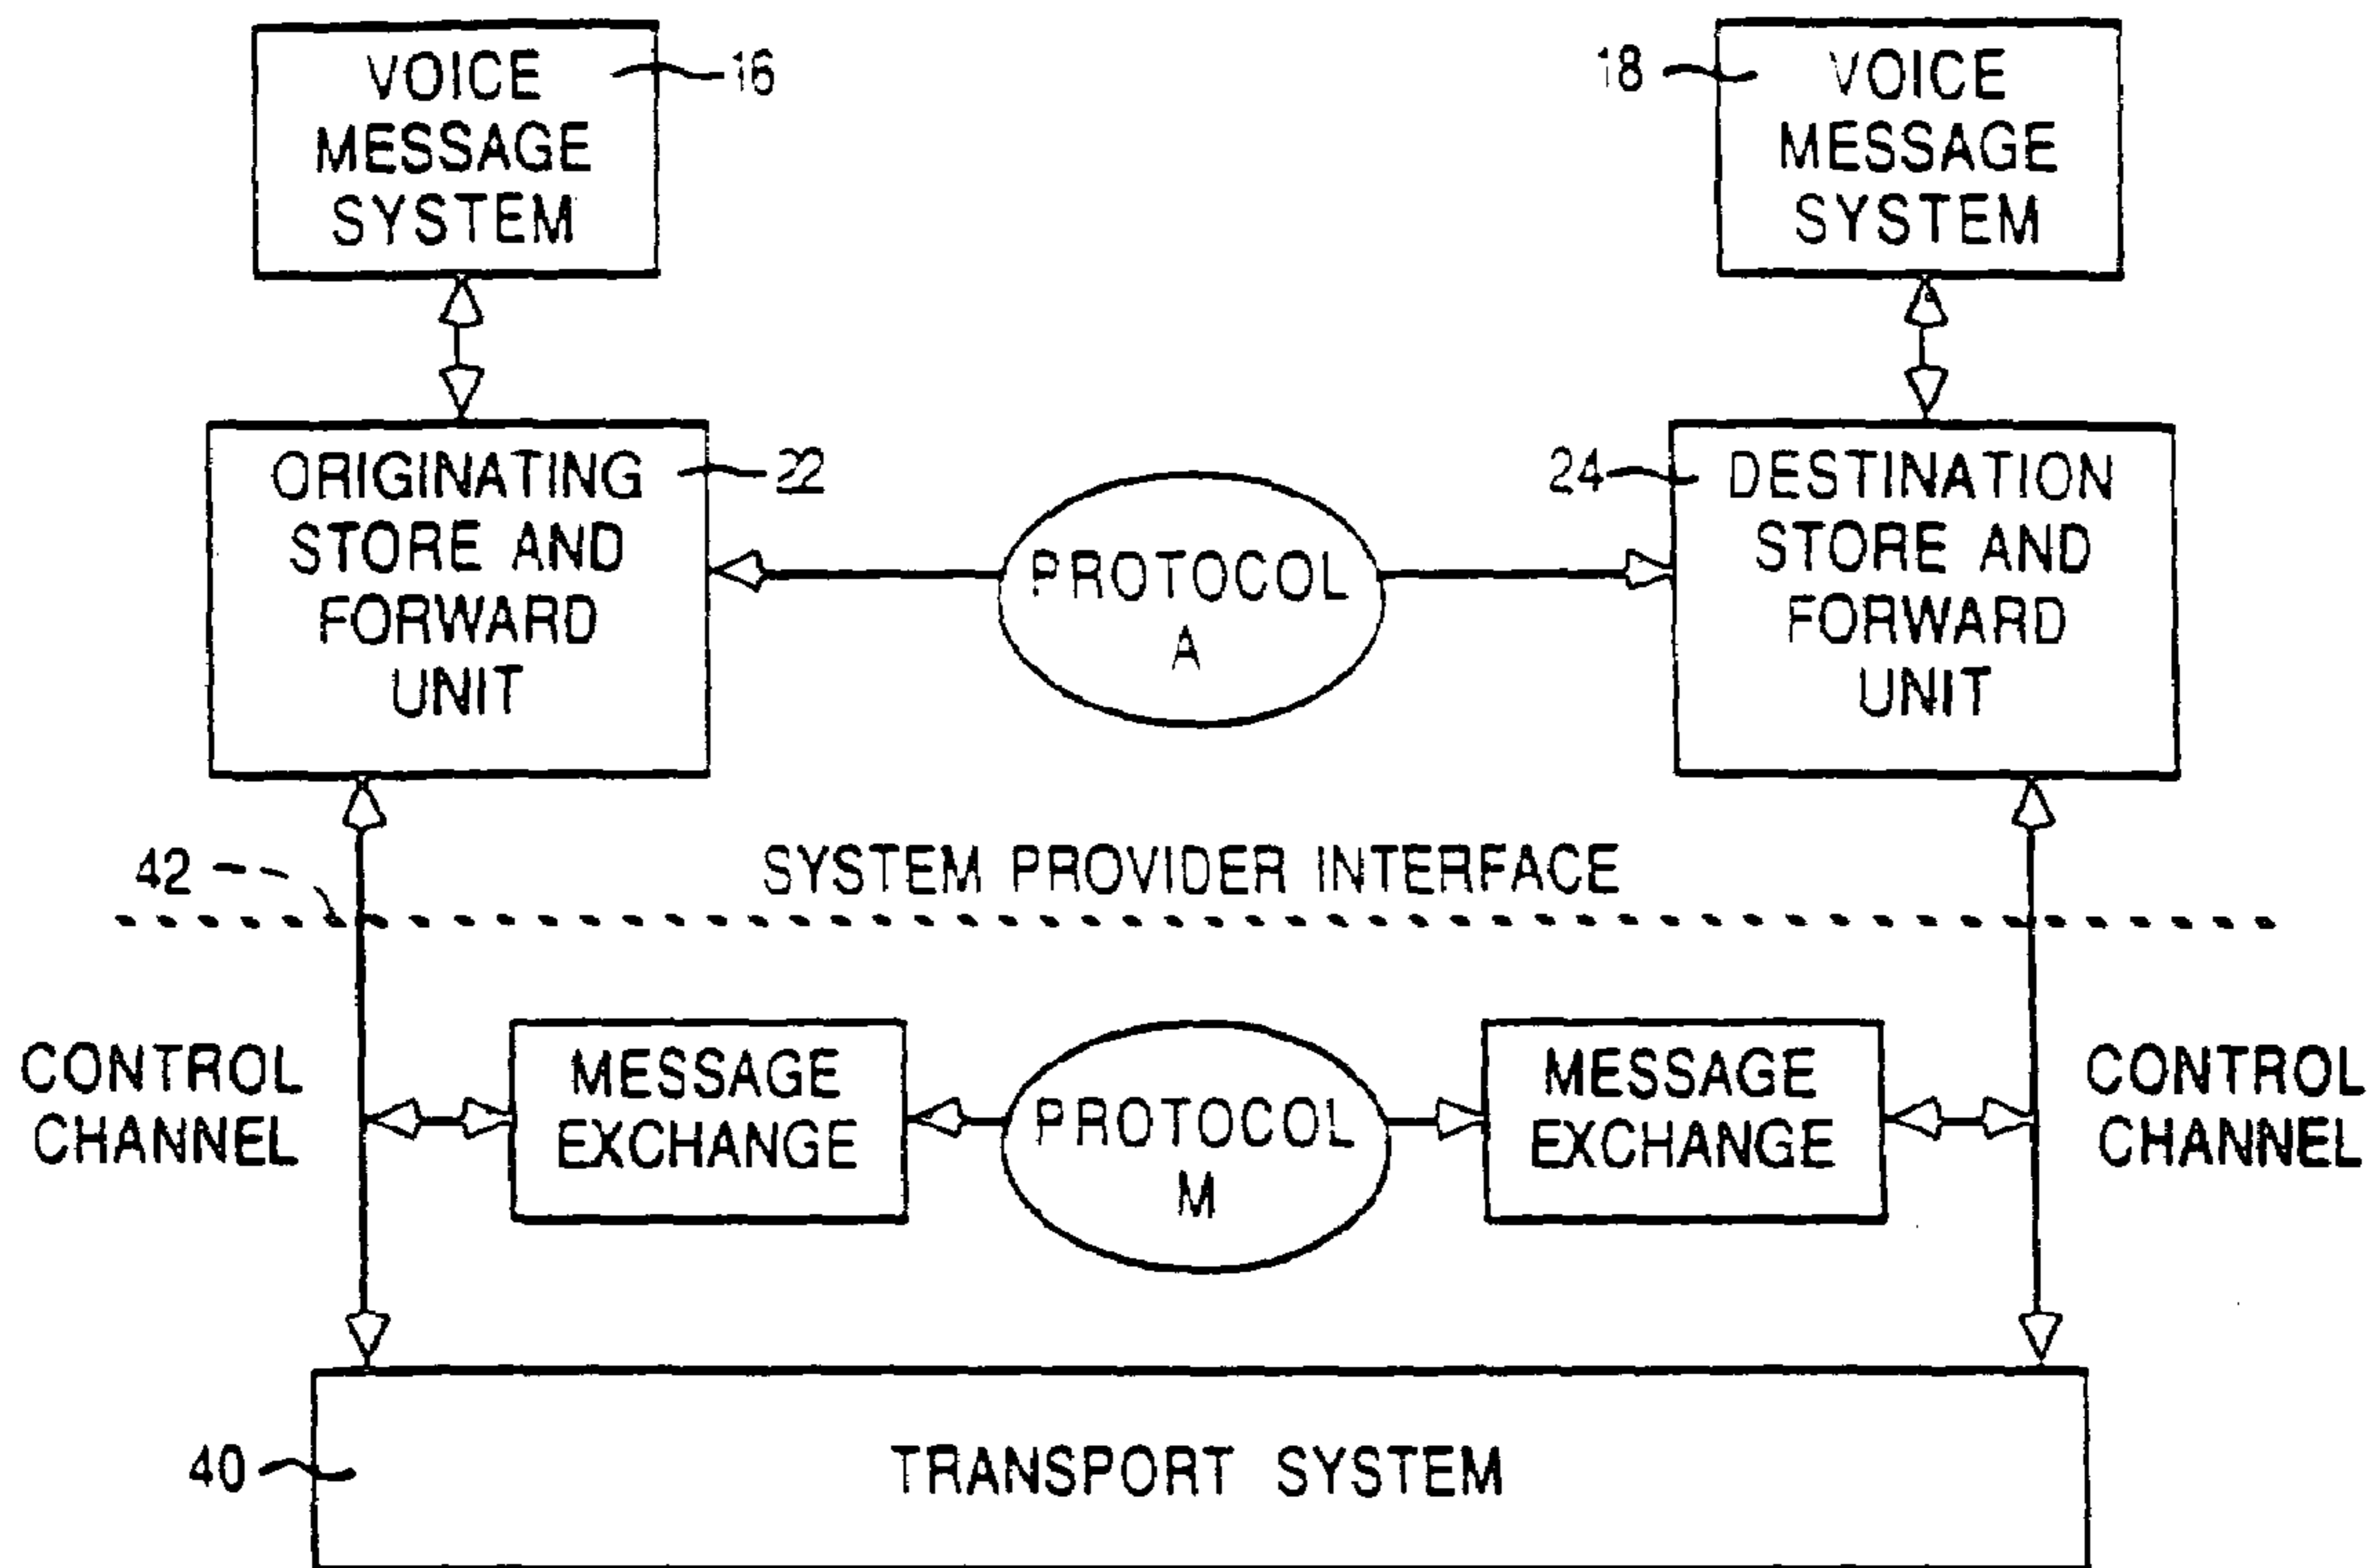 VOICE
MESSAGE
SYSTEM
16
18
VOICE
MESSAGE
SYSTEM
ORIGINATING
STORE AND
FORWARD
UNIT
22
PROTOCOL
A
24
DESTINATION
STORE AND
FORWARD
UNIT
42
SYSTEM PROVIDER INTERFACE
CONTROL
CHANNEL
MESSAGE
EXCHANGE
PROTOCOL
M
MESSAGE
EXCHANGE
CONTROL
CHANNEL
40
TRANSPORT SYSTEM